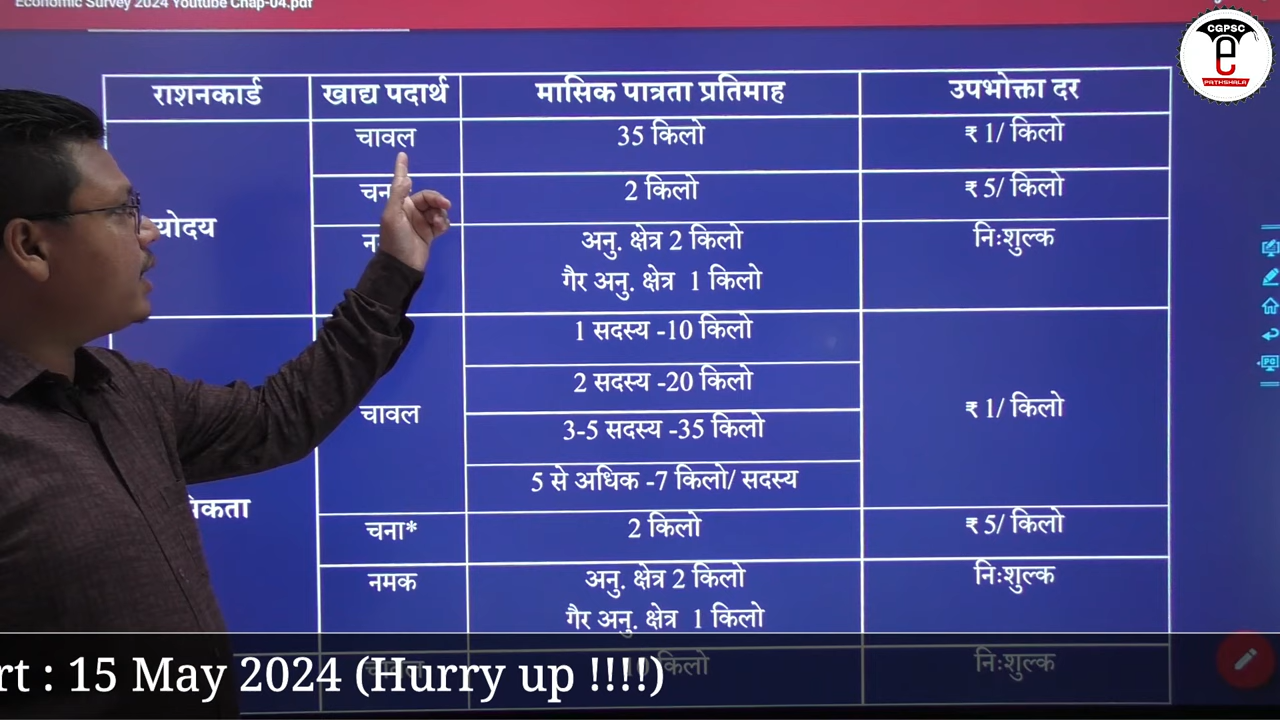 Economic Survey 2024 Youtube Chap-04.pdf
CGPSC
e
PATHSHALA
राशनकार्ड खाद्य पदार्थ मासिक पात्रता प्रतिमाह उपभोक्ता दर
चावल 35 किलो ₹ 1/ किलो
2 किलो ₹ 5/ किलो
अनु. क्षेत्र 2 किलो निःशुल्क
गैर अनु. क्षेत्र 1 किलो
1 सदस्य -10 किलो
2 सदस्य -20 किलो
चावल 3-5 सदस्य -35 किलो ₹ 1/ किलो
5 से अधिक -7 किलो/ सदस्य
चना* 2 किलो ₹ 5/ किलो
नमक अनु. क्षेत्र 2 किलो निःशुल्क
गैर अनु. क्षेत्र 1 किलो
चावल 10 किलो निःशुल्क
: 15 May 2024 (Hurry up !!!!)